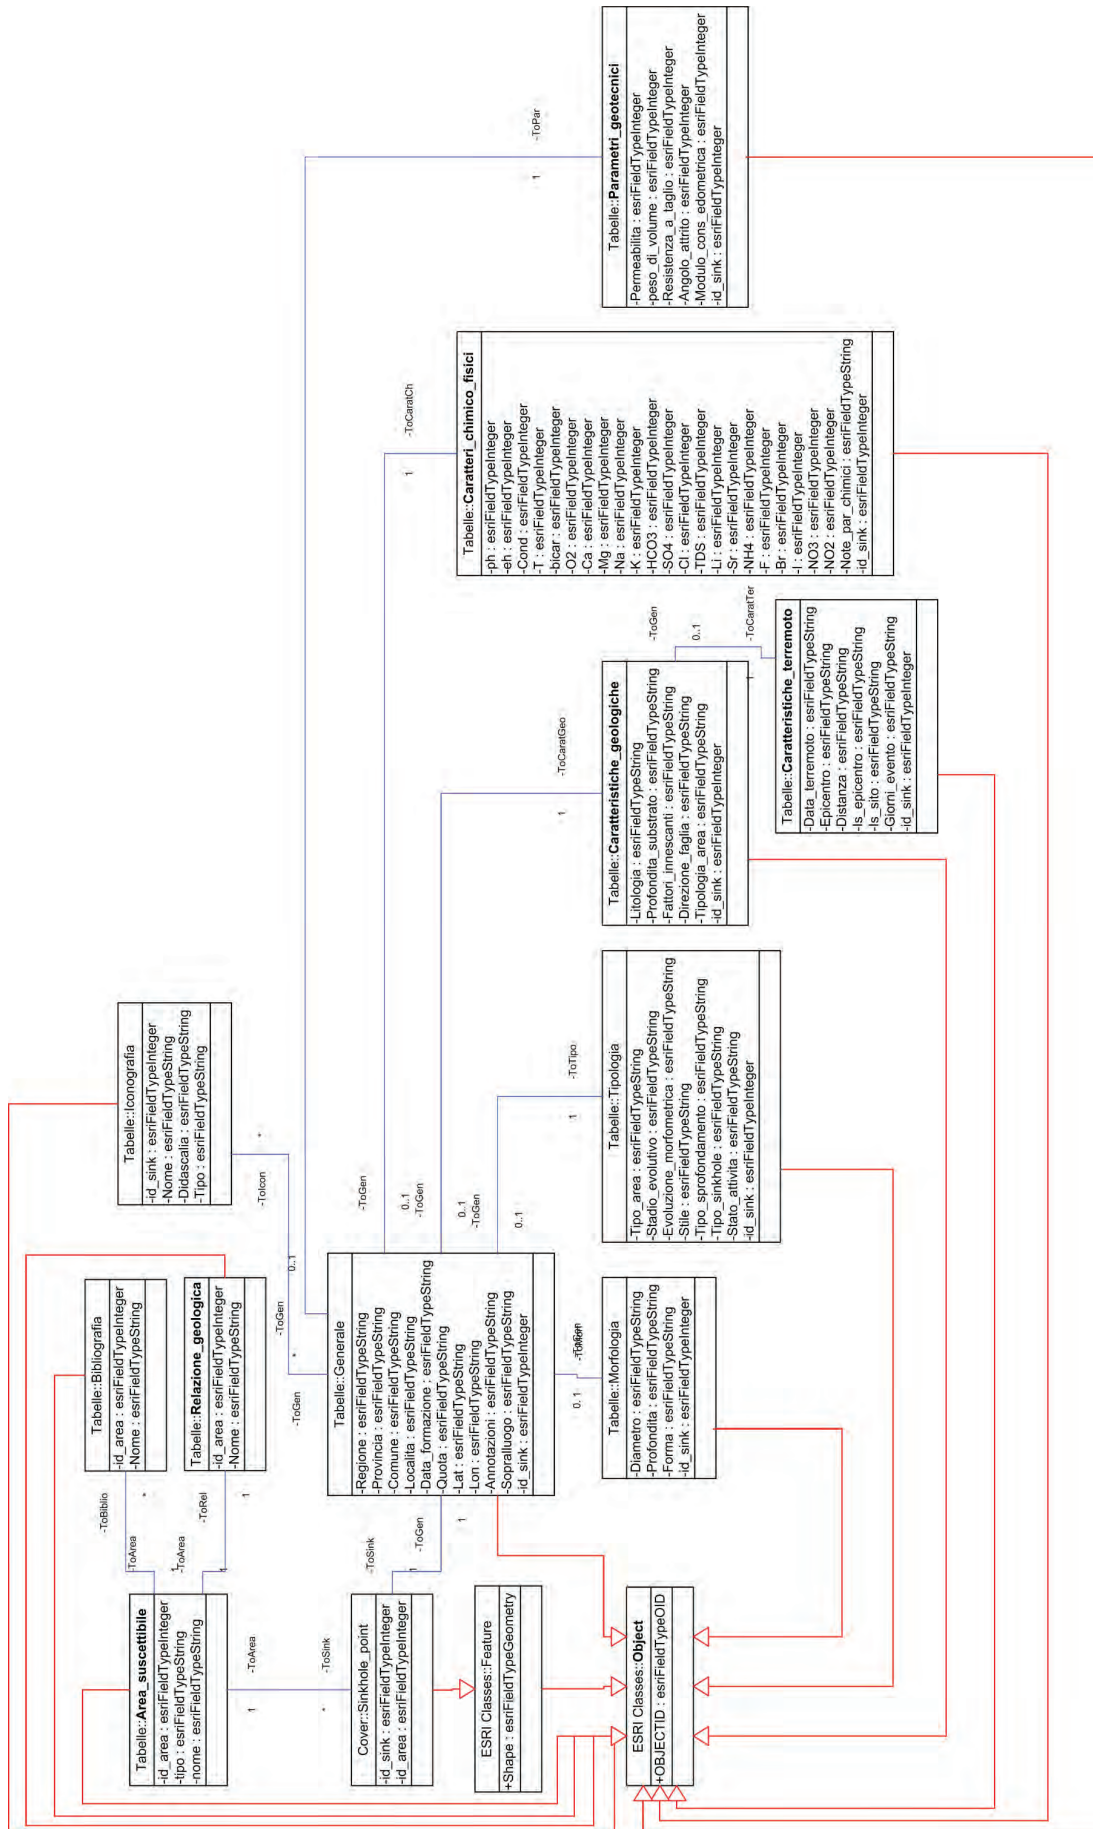 Tabelle::Area_suscettibile
-id_area : esriFieldTypeInteger
-tipo : esriFieldTypeString
-nome : esriFieldTypeString
-ToArea
-ToBiblio
1
*
Tabelle::Bibliografia
-id_area : esriFieldTypeInteger
-Nome : esriFieldTypeString
-ToArea
-ToRel
1
1
Tabelle::Relazione_geologica
-id_area : esriFieldTypeInteger
-Nome : esriFieldTypeString
Tabelle::Iconografia
-id_sink : esriFieldTypeInteger
-Nome : esriFieldTypeString
-Didascalia : esriFieldTypeString
-Tipo : esriFieldTypeString
-ToIcon
*
-ToGen
*
-ToGen
0..1
-ToArea
1
-ToSink
*
Cover::Sinkhole_point
-id_sink : esriFieldTypeInteger
-id_area : esriFieldTypeInteger
-ToSink
1
-ToGen
1
Tabelle::Generale
-Regione : esriFieldTypeString
-Provincia : esriFieldTypeString
-Comune : esriFieldTypeString
-Localita : esriFieldTypeString
-Data_formazione : esriFieldTypeString
-Quota : esriFieldTypeString
-Lat : esriFieldTypeString
-Lon : esriFieldTypeString
-Annotazioni : esriFieldTypeString
-Sopralluogo : esriFieldTypeString
-id_sink : esriFieldTypeInteger
-ToGen
0..1
-ToGen
0..1
-ToGen
0..1
-ToCaratCh
1
-ToPar
1
-ToCaratGeo
1
-ToTipo
1
0..1
ESRI Classes::Feature
+Shape : esriFieldTypeGeometry
ESRI Classes::Object
+OBJECTID : esriFieldTypeOID
Tabelle::Morfologia
-Diametro : esriFieldTypeString
-Profondita : esriFieldTypeString
-Forma : esriFieldTypeString
-id_sink : esriFieldTypeInteger
Tabelle::Tipologia
-Tipo_area : esriFieldTypeString
-Stadio_evolutivo : esriFieldTypeString
-Evoluzione_morfometrica : esriFieldTypeString
-Stile : esriFieldTypeString
-Tipo_sprofondamento : esriFieldTypeString
-Tipo_sinkhole : esriFieldTypeString
-Stato_attivita : esriFieldTypeString
-id_sink : esriFieldTypeInteger
Tabelle::Caratteristiche_geologiche
-Litologia : esriFieldTypeString
-Profondita_substrato : esriFieldTypeString
-Fattori_innescanti : esriFieldTypeString
-Direzione_faglia : esriFieldTypeString
-Tipologia_area : esriFieldTypeString
-id_sink : esriFieldTypeInteger
-ToGen
0..1
-ToCaratTer
1
Tabelle::Caratteristiche_terremoto
-Data_terremoto : esriFieldTypeString
-Epicentro : esriFieldTypeString
-Distanza : esriFieldTypeString
-Is_epicentro : esriFieldTypeString
-Is_sito : esriFieldTypeString
-Giorni_evento : esriFieldTypeString
-id_sink : esriFieldTypeInteger
Tabelle::Caratteri_chimico_fisici
-ph : esriFieldTypeInteger
-eh : esriFieldTypeInteger
-Cond : esriFieldTypeInteger
-T : esriFieldTypeInteger
-bicar : esriFieldTypeInteger
-O2 : esriFieldTypeInteger
-Ca : esriFieldTypeInteger
-Mg : esriFieldTypeInteger
-Na : esriFieldTypeInteger
-K : esriFieldTypeInteger
-HCO3 : esriFieldTypeInteger
-SO4 : esriFieldTypeInteger
-Cl : esriFieldTypeInteger
-TDS : esriFieldTypeInteger
-Li : esriFieldTypeInteger
-Sr : esriFieldTypeInteger
-NH4 : esriFieldTypeInteger
-F : esriFieldTypeInteger
-Br : esriFieldTypeInteger
-I : esriFieldTypeInteger
-NO3 : esriFieldTypeInteger
-NO2 : esriFieldTypeInteger
-Note_par_chimici : esriFieldTypeString
-id_sink : esriFieldTypeInteger
Tabelle::Parametri_geotecnici
-Permeabilita : esriFieldTypeInteger
-peso_di_volume : esriFieldTypeInteger
-Resistenza_a_taglio : esriFieldTypeInteger
-Angolo_attrito : esriFieldTypeInteger
-Modulo_cons_edometrica : esriFieldTypeInteger
-id_sink : esriFieldTypeInteger